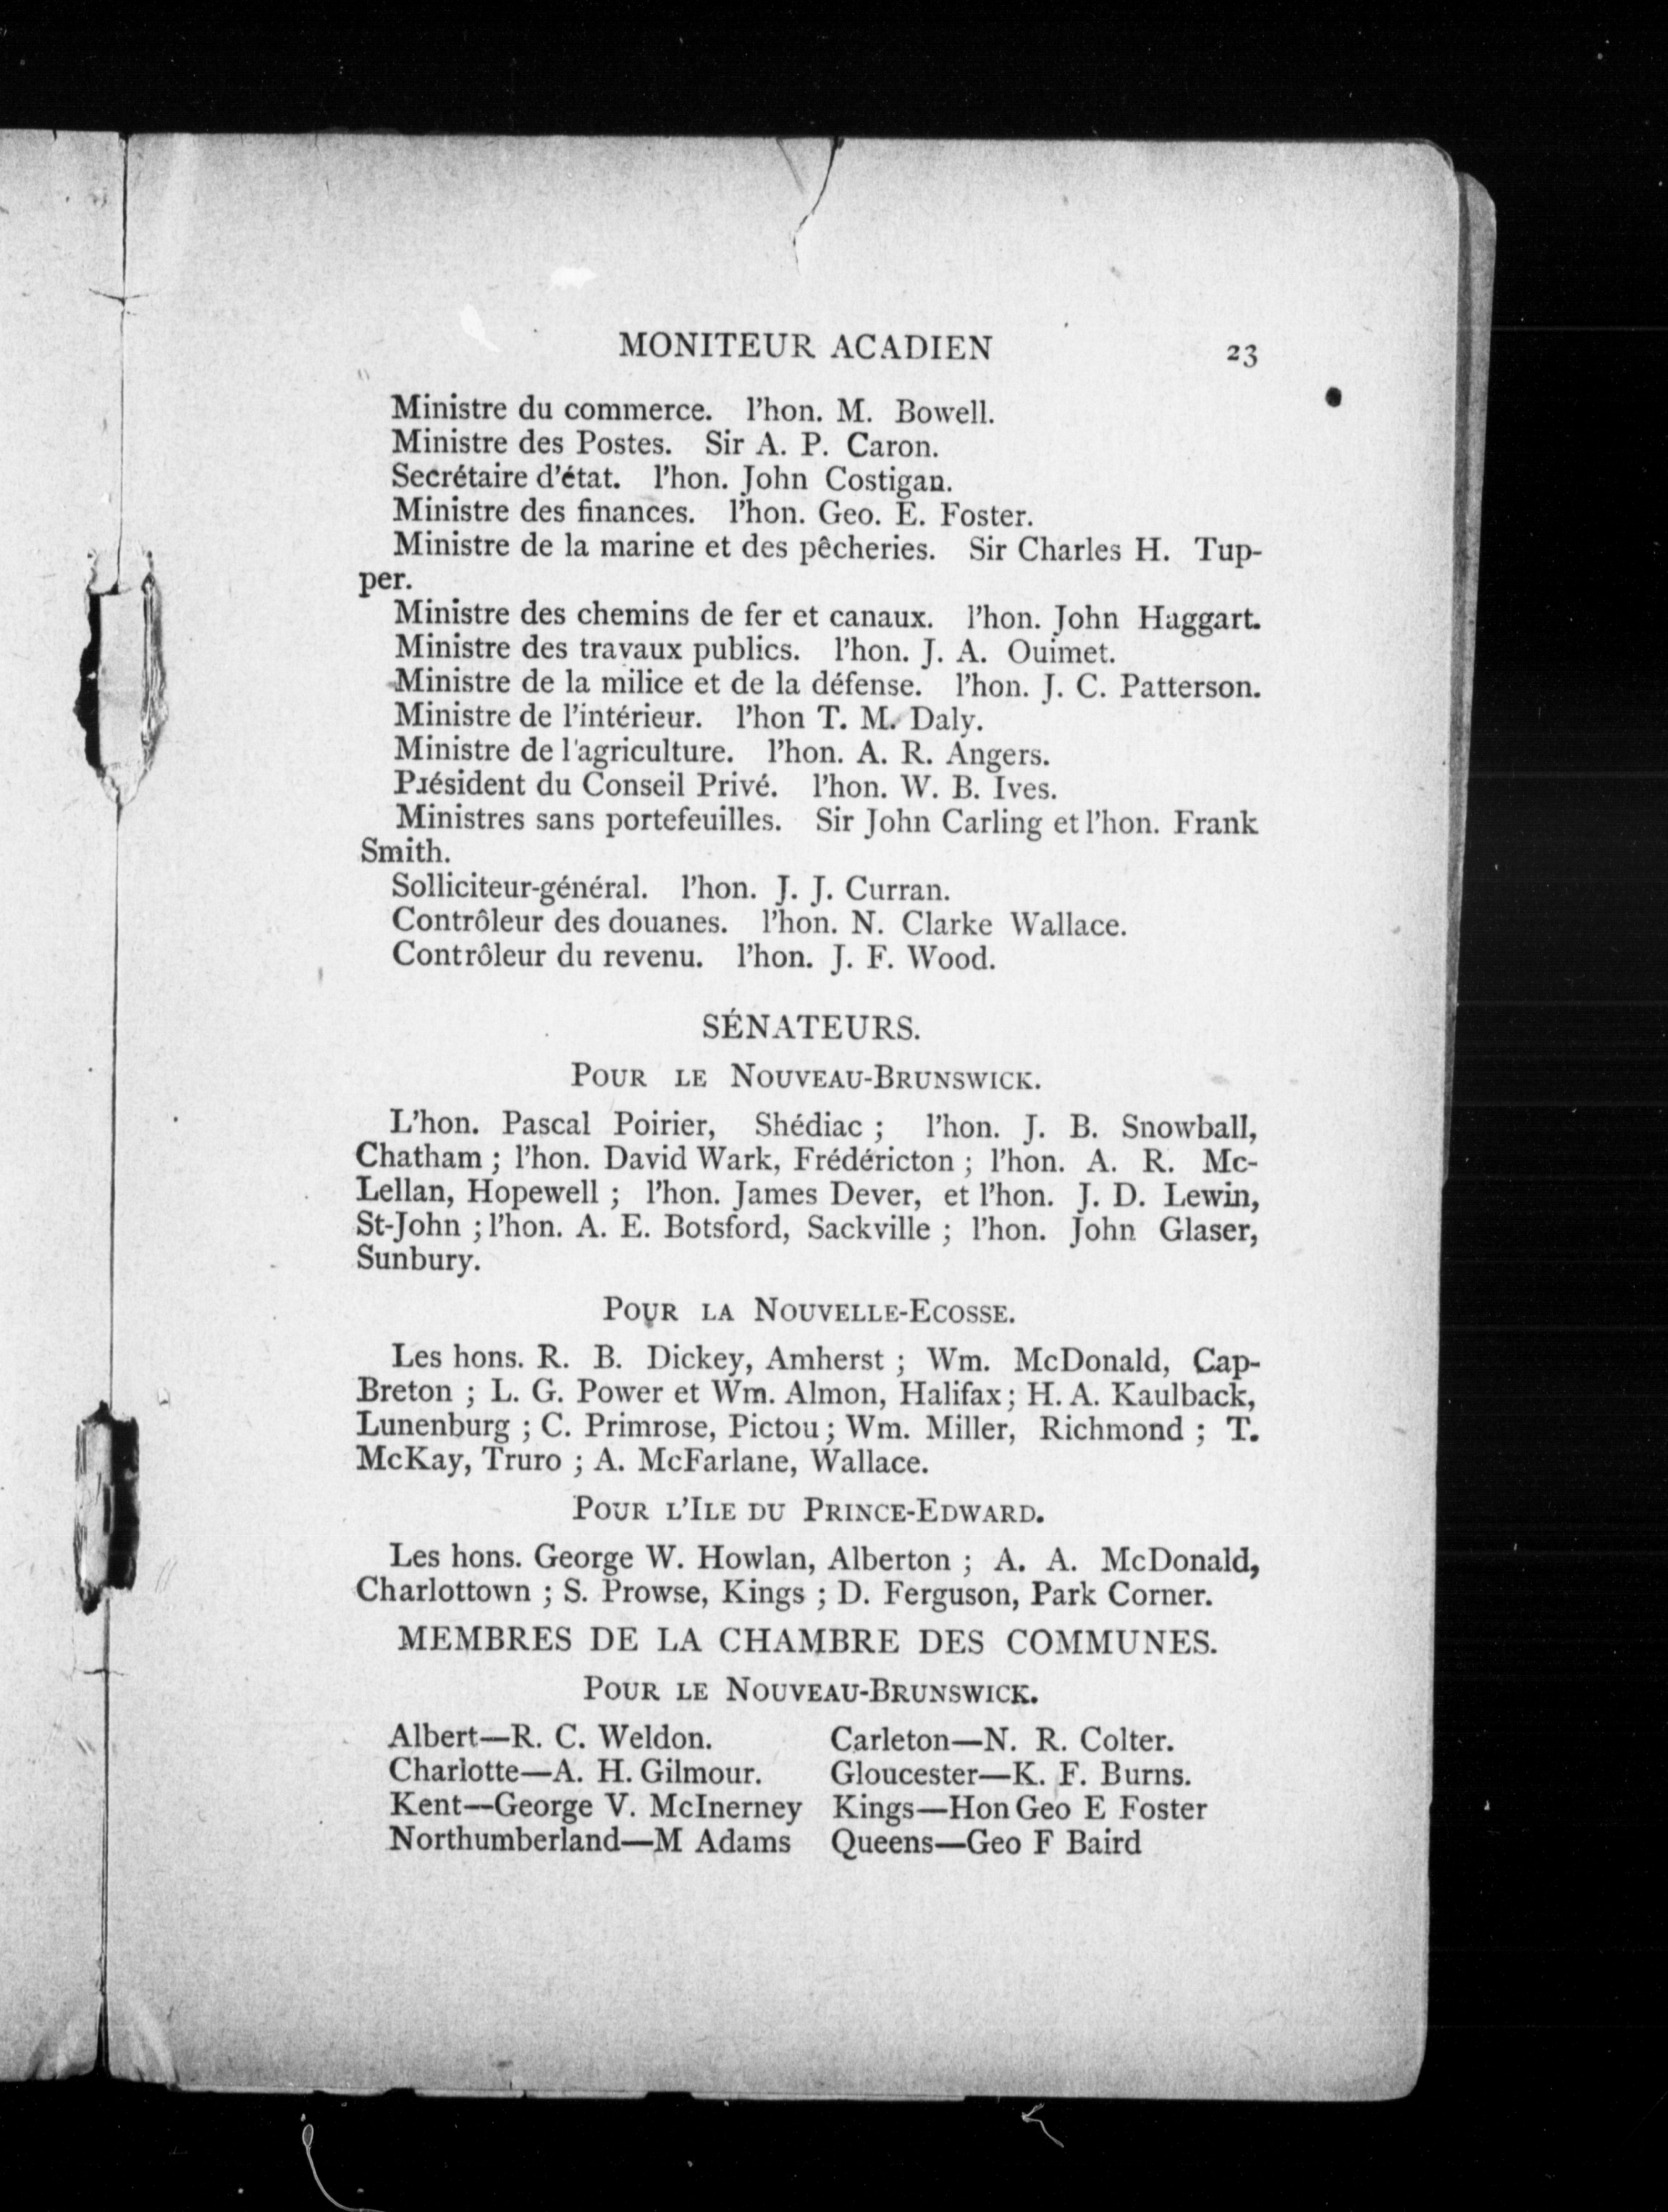 MONITEUR ACADIEN 23
Ministre du commerce. l'hon. M. Bowell.
Ministre des Postes. Sir A. P. Caron.
Secrétaire d'état. l'hon. John Costigan.
Ministre des finances. l'hon. Geo. E. Foster.
Ministre de la marine et des pêcheries. Sir Charles H. Tup-
per.
Ministre des chemins de fer et canaux. l'hon. John Haggart.
Ministre des travaux publics. l'hon. J. A. Ouimet.
Ministre de la milice et de la défense. l'hon. J. C. Patterson.
Ministre de l'intérieur. l'hon T. M. Daly.
Ministre de l'agriculture. l'hon. A. R. Angers.
Président du Conseil Privé. l'hon. W. B. Ives.
Ministres sans portefeuilles. Sir John Carling et l'hon. Frank
Smith.
Solliciteur-général. l'hon. J. J. Curran.
Contrôleur des douanes. l'hon. N. Clarke Wallace.
Contrôleur du revenu. l'hon. J. F. Wood.
SÉNATEURS.
POUR LE NOUVEAU-BRUNSWICK.
L'hon. Pascal Poirier, Shédiac ; l'hon. J. B. Snowball,
Chatham ; l'hon. David Wark, Frédéricton ; l'hon. A. R. Mc-
Lellan, Hopewell ; l'hon. James Dever, et l'hon. J. D. Lewin,
St-John ; l'hon. A. E. Botsford, Sackville ; l'hon. John Glaser,
Sunbury.
POUR LA NOUVELLE-ECOSSE.
Les hons. R. B. Dickey, Amherst ; Wm. McDonald, Cap-
Breton ; L. G. Power et Wm. Almon, Halifax ; H. A. Kaulback,
Lunenburg ; C. Primrose, Pictou ; Wm. Miller, Richmond ; T.
McKay, Truro ; A. McFarlane, Wallace.
POUR L'ILE DU PRINCE-EDWARD.
Les hons. George W. Howlan, Alberton ; A. A. McDonald,
Charlottown ; S. Prowse, Kings ; D. Ferguson, Park Corner.
MEMBRES DE LA CHAMBRE DES COMMUNES.
POUR LE NOUVEAU-BRUNSWICK.
Albert—R. C. Weldon. Carleton—N. R. Colter.
Charlotte—A. H. Gilmour. Gloucester—K. F. Burns.
Kent—George V. McInerney Kings—Hon Geo E Foster
Northumberland—M Adams Queens—Geo F Baird